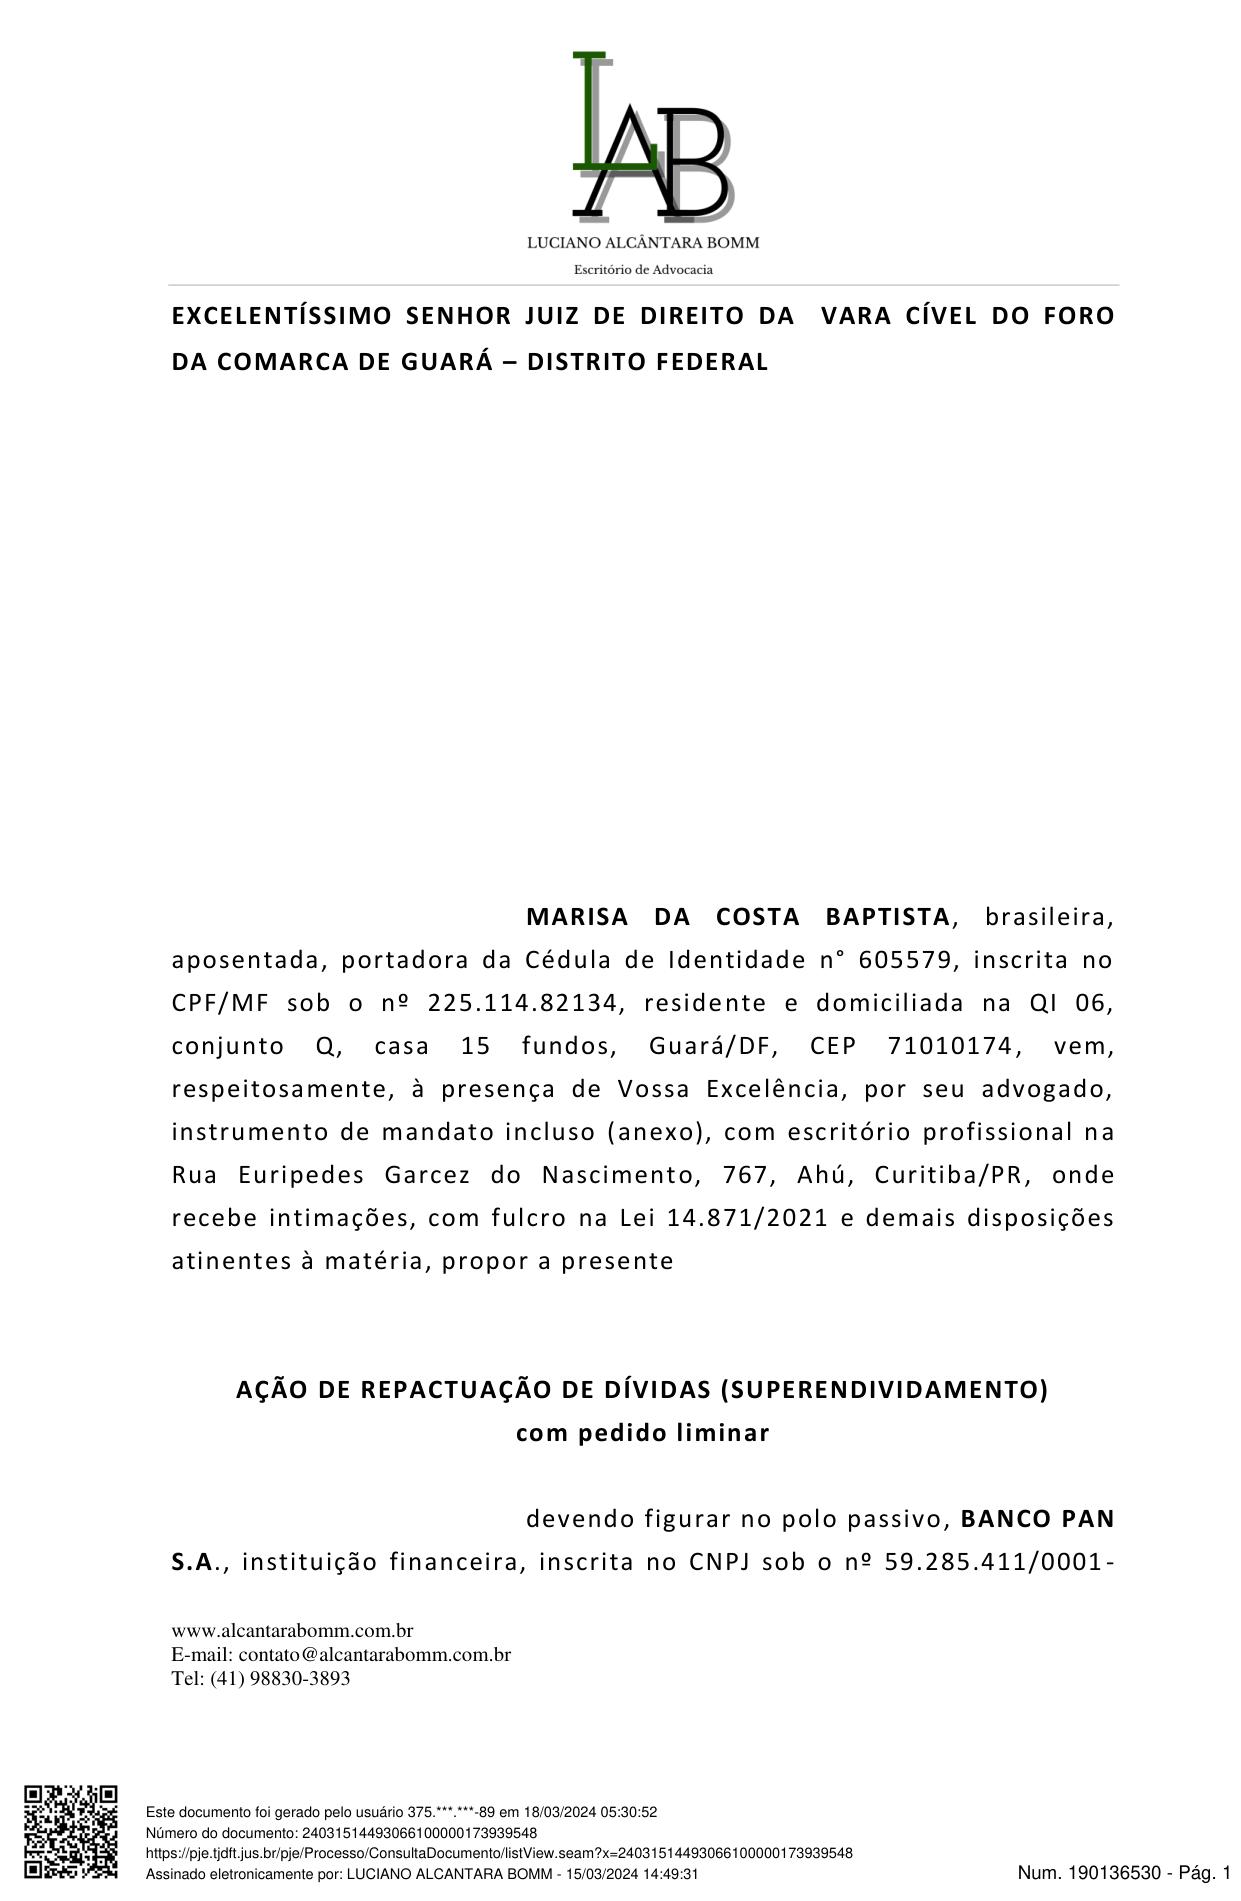 LAB
LUCIANO ALCÂNTARA BOMM
Escritório de Advocacia
EXCELENTÍSSIMO SENHOR JUIZ DE DIREITO DA VARA CÍVEL DO FORO
DA COMARCA DE GUARÁ – DISTRITO FEDERAL
MARISA DA COSTA BAPTISTA, brasileira,
aposentada, portadora da Cédula de Identidade n° 605579, inscrita no
CPF/MF sob o nº 225.114.82134, residente e domiciliada na QI 06,
conjunto Q, casa 15 fundos, Guará/DF, CEP 71010174, vem,
respeitosamente, à presença de Vossa Excelência, por seu advogado,
instrumento de mandato incluso (anexo), com escritório profissional na
Rua Euripedes Garcez do Nascimento, 767, Ahú, Curitiba/PR, onde
recebe intimações, com fulcro na Lei 14.871/2021 e demais disposições
atinentes à matéria, propor a presente
AÇÃO DE REPACTUAÇÃO DE DÍVIDAS (SUPERENDIVIDAMENTO)
com pedido liminar
devendo figurar no polo passivo, BANCO PAN
S.A., instituição financeira, inscrita no CNPJ sob o nº 59.285.411/0001-
www.alcantarabomm.com.br
E-mail: contato@alcantarabomm.com.br
Tel: (41) 98830-3893
Este documento foi gerado pelo usuário 375.***.***-89 em 18/03/2024 05:30:52
Número do documento: 24031514493066100000173939548
https://pje.tjdft.jus.br/pje/Processo/ConsultaDocumento/listView.seam?x=24031514493066100000173939548
Assinado eletronicamente por: LUCIANO ALCANTARA BOMM - 15/03/2024 14:49:31
Num. 190136530 - Pág. 1